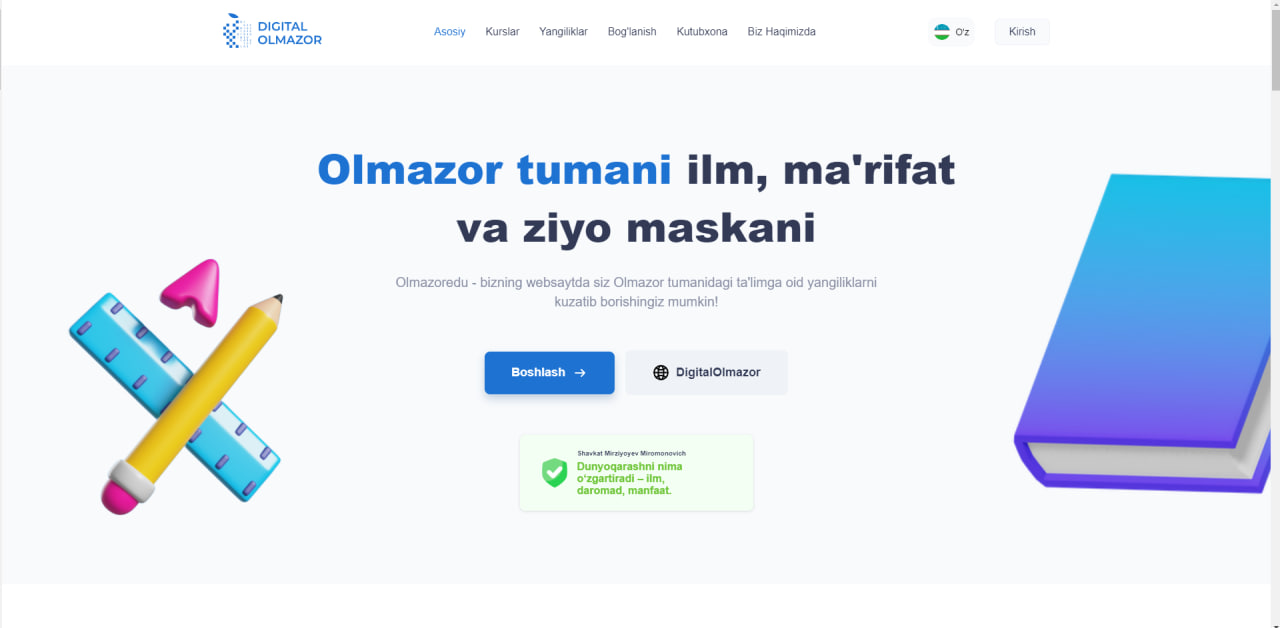 DIGITAL
OLMAZOR
Asosiy Kurslar Yangiliklar Bog'lanish Kutubxona Biz Haqimizda O'z Kirish
Olmazor tumani ilm, ma'rifat
va ziyo maskani
Olmazoredu - bizning websaytda siz Olmazor tumanidagi ta'limga oid yangiliklarni
kuzatib borishingiz mumkin!
Boshlash → DigitalOlmazor
Shavkat Mirziyoyev Miromonovich
Dunyoqarashni nima
o'zgartiradi – ilm,
daromad, manfaat.